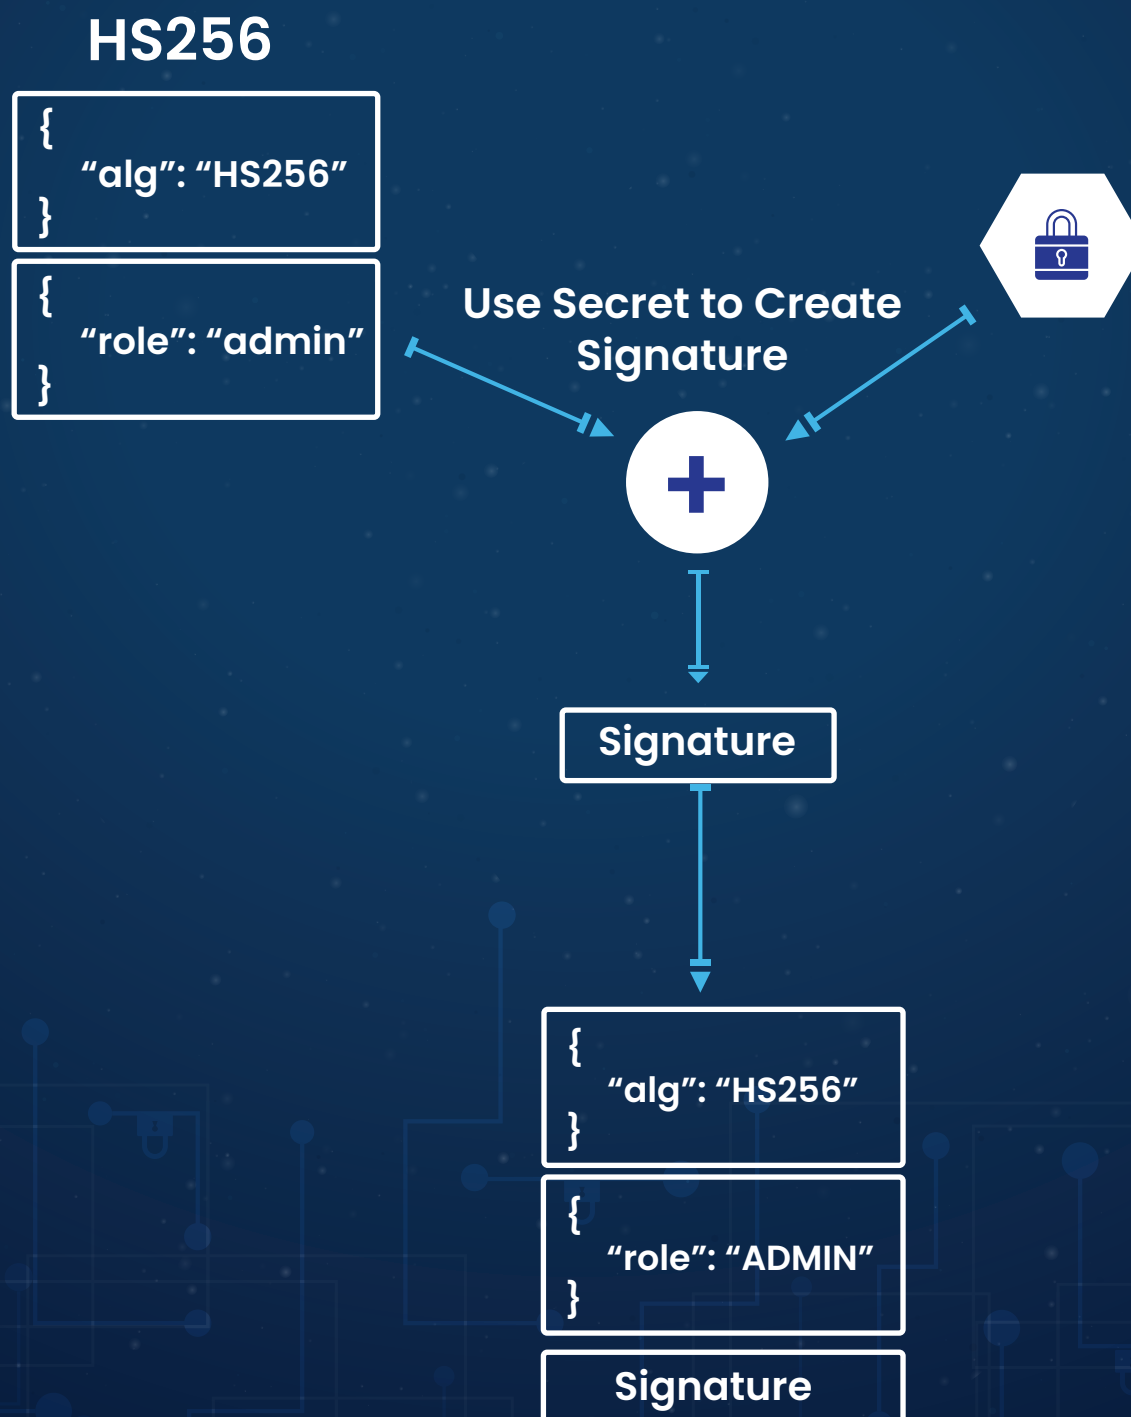 HS256
{
“alg”: “HS256”
}
{
“role”: “admin”
}
Use Secret to Create
Signature
Signature
{
“alg”: “HS256”
}
{
“role”: “ADMIN”
}
Signature